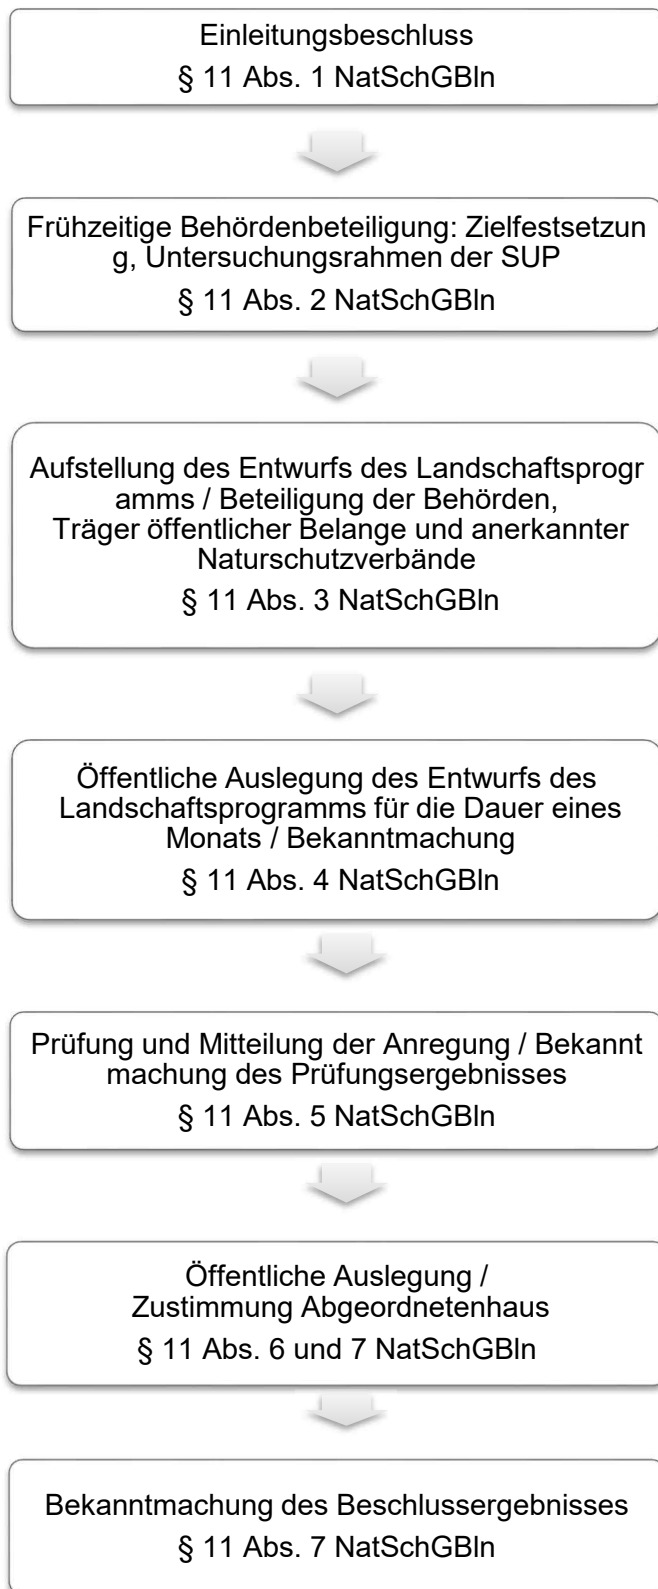 Einleitungsbeschluss
§ 11 Abs. 1 NatSchGBln
Frühzeitige Behördenbeteiligung: Zielfestsetzun
g, Untersuchungsrahmen der SUP
§ 11 Abs. 2 NatSchGBln
Aufstellung des Entwurfs des Landschaftsprogr
amms / Beteiligung der Behörden,
Träger öffentlicher Belange und anerkannter
Naturschutzverbände
§ 11 Abs. 3 NatSchGBln
Öffentliche Auslegung des Entwurfs des
Landschaftsprogramms für die Dauer eines
Monats / Bekanntmachung
§ 11 Abs. 4 NatSchGBln
Prüfung und Mitteilung der Anregung / Bekannt
machung des Prüfungsergebnisses
§ 11 Abs. 5 NatSchGBln
Öffentliche Auslegung /
Zustimmung Abgeordnetenhaus
§ 11 Abs. 6 und 7 NatSchGBln
Bekanntmachung des Beschlussergebnisses
§ 11 Abs. 7 NatSchGBln